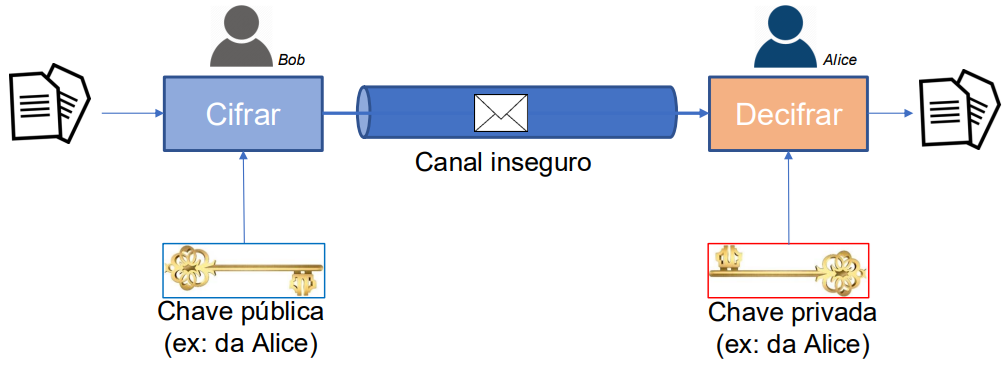 Bob
Alice
Cifrar
Decifrar
Canal inseguro
Chave pública
(ex: da Alice)
Chave privada
(ex: da Alice)